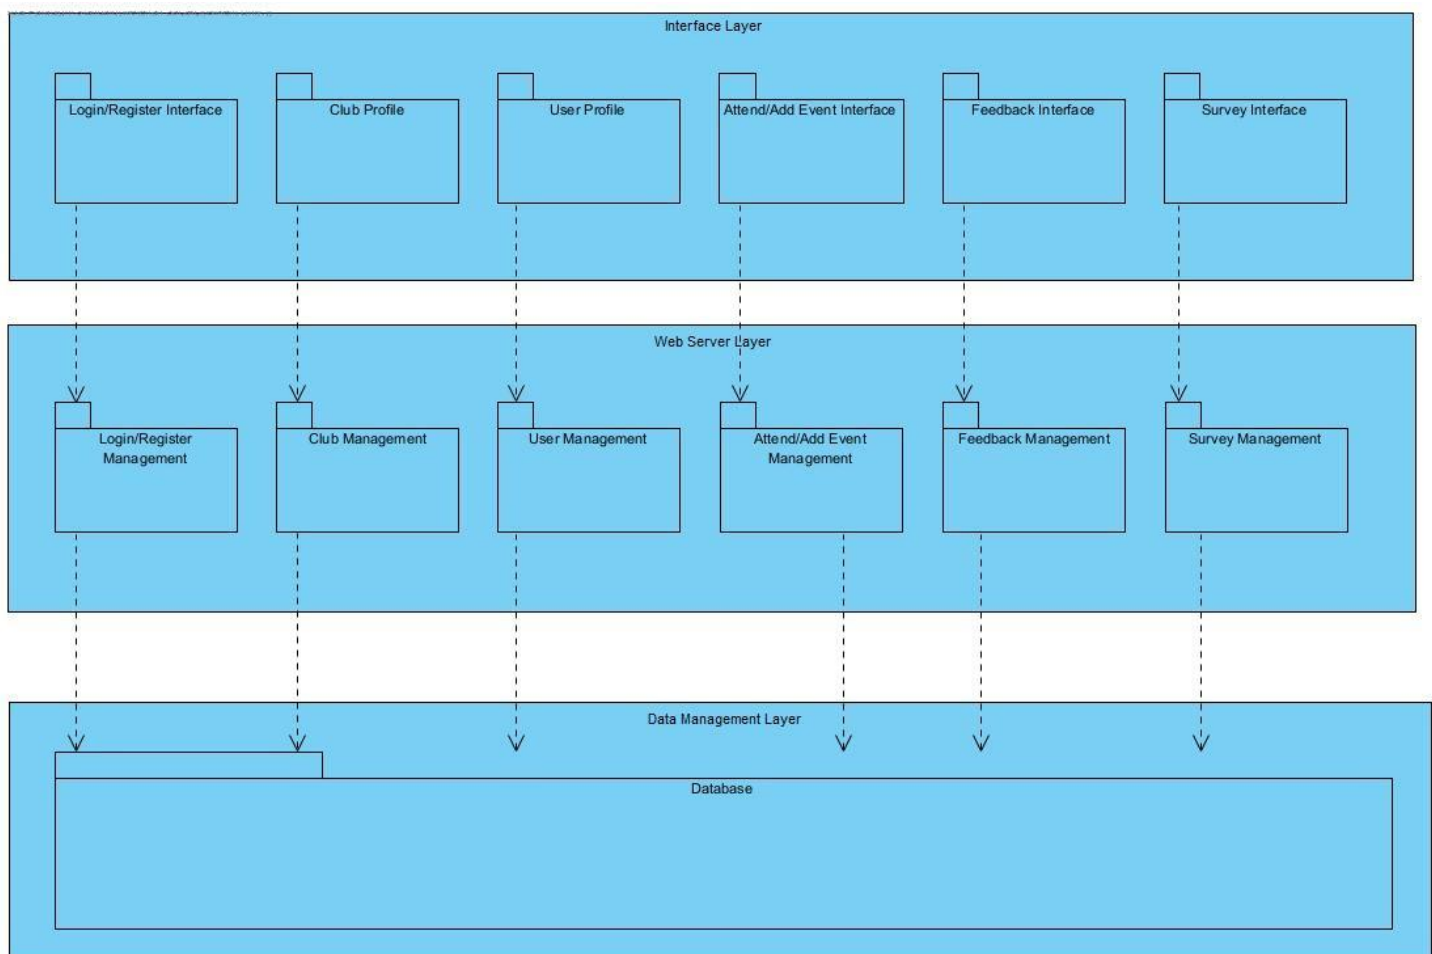 Interface Layer
Login/Register Interface
Club Profile
User Profile
Attend/Add Event Interface
Feedback Interface
Survey Interface
Web Server Layer
Login/Register
Management
Club Management
User Management
Attend/Add Event
Management
Feedback Management
Survey Management
Data Management Layer
Database